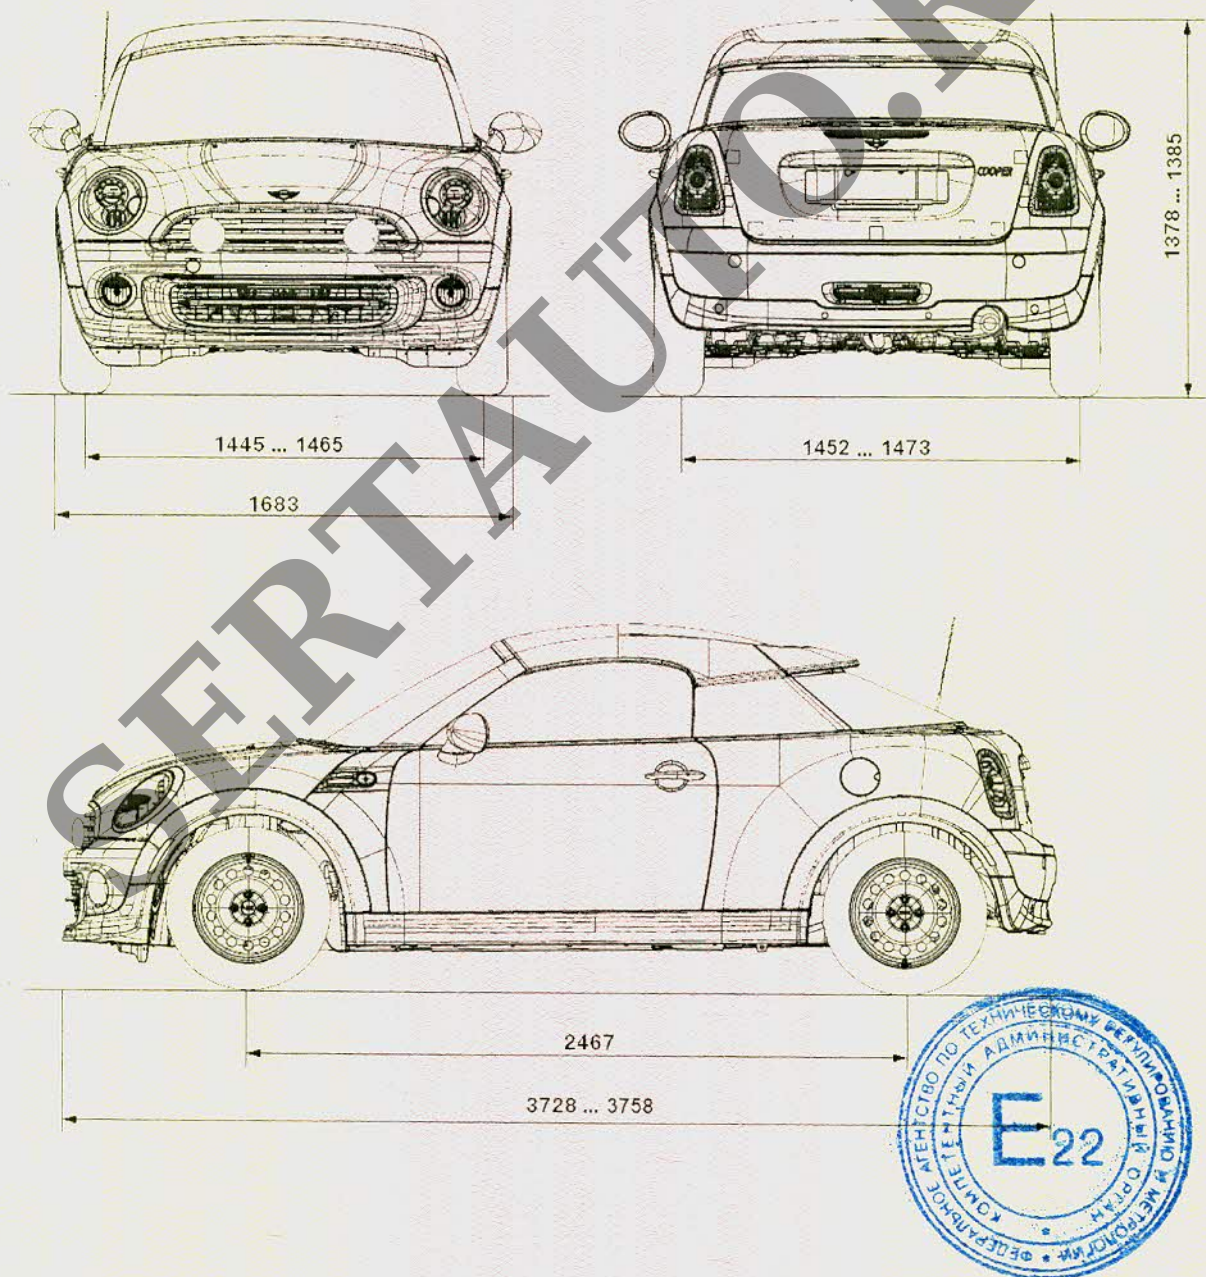 COOPER
1378 ... 1385
1445 ... 1465
1452 ... 1473
1683
SERTAUTO.R
2467
3728 ... 3758
ФЕДЕРАЛЬНОЕ АГЕНТСТВО ПО ТЕХНИЧЕСКОМУ РЕГУЛИРОВАНИЮ И МЕТРОЛОГИИ *
КОМПЕТЕНТНЫЙ АДМИНИСТРАТИВНЫЙ ОРГАН *
E22